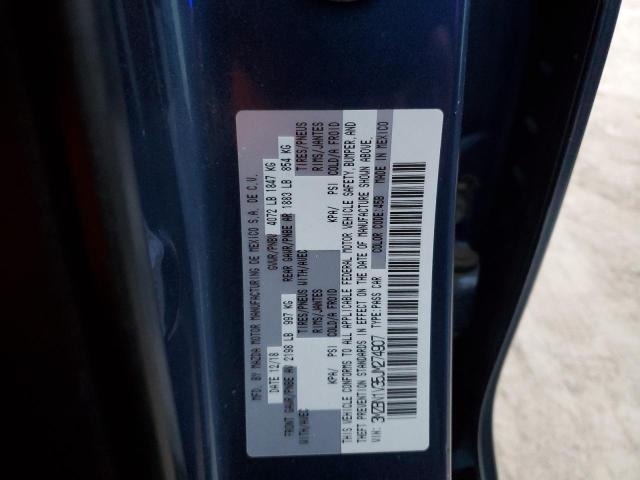 MFD. BY MAZDA MOTOR MANUFACTURING DE MEXICO S.A. DE C.V.
DATE 12/18 GVWR/PNBV 4072 LB 1847 KG
FRONT GAWR/PNBE AV 2198 LB 997 KG REAR GAWR/PNBE AR 1883 LB 854 KG
WITH/AVEC TIRES/PNEUS WITH/AVEC TIRES/PNEUS
RIMS/JANTES RIMS/JANTES
KPA/ PSI COLD/A FROID KPA/ PSI COLD/A FROID
THIS VEHICLE CONFORMS TO ALL APPLICABLE FEDERAL MOTOR VEHICLE SAFETY, BUMPER, AND
THEFT PREVENTION STANDARDS IN EFFECT ON THE DATE OF MANUFACTURE SHOWN ABOVE.
VIN: 3MZBN1V35JM274907 TYPE:PASS CAR COLOR CODE:45B MADE IN MEXICO